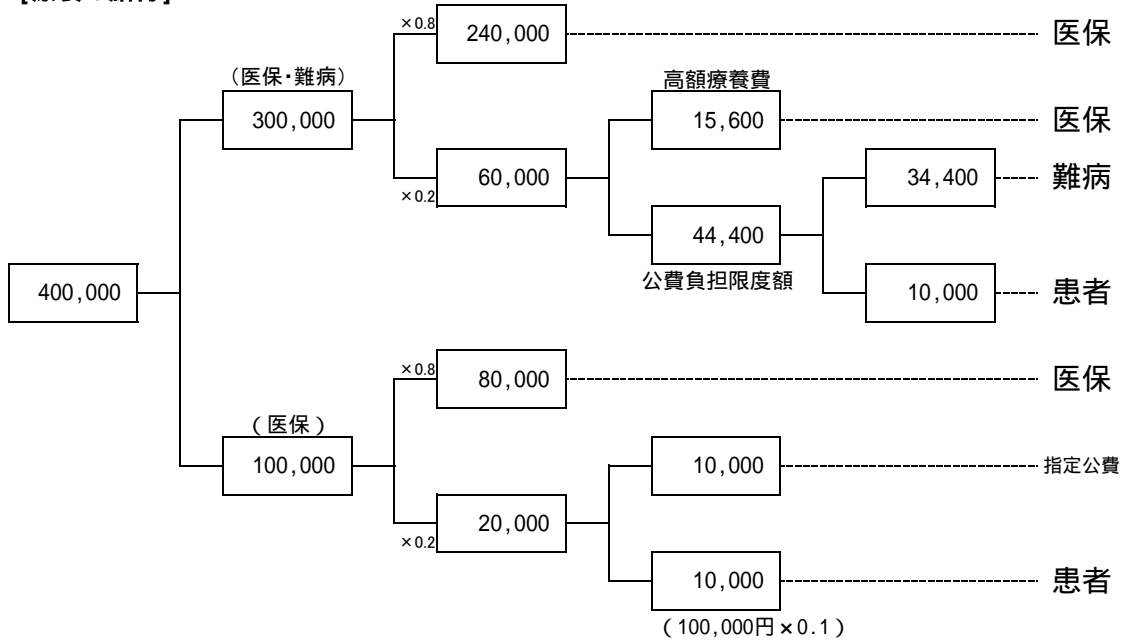 ×0.8
240,000
医保
(医保・難病)
300,000
高額療養費
15,600
医保
×0.2
60,000
34,400
難病
44,400
公費負担限度額
400,000
10,000
患者
×0.8
80,000
医保
(医保)
100,000
10,000
指定公費
×0.2
20,000
10,000
患者
(100,000円×0.1)